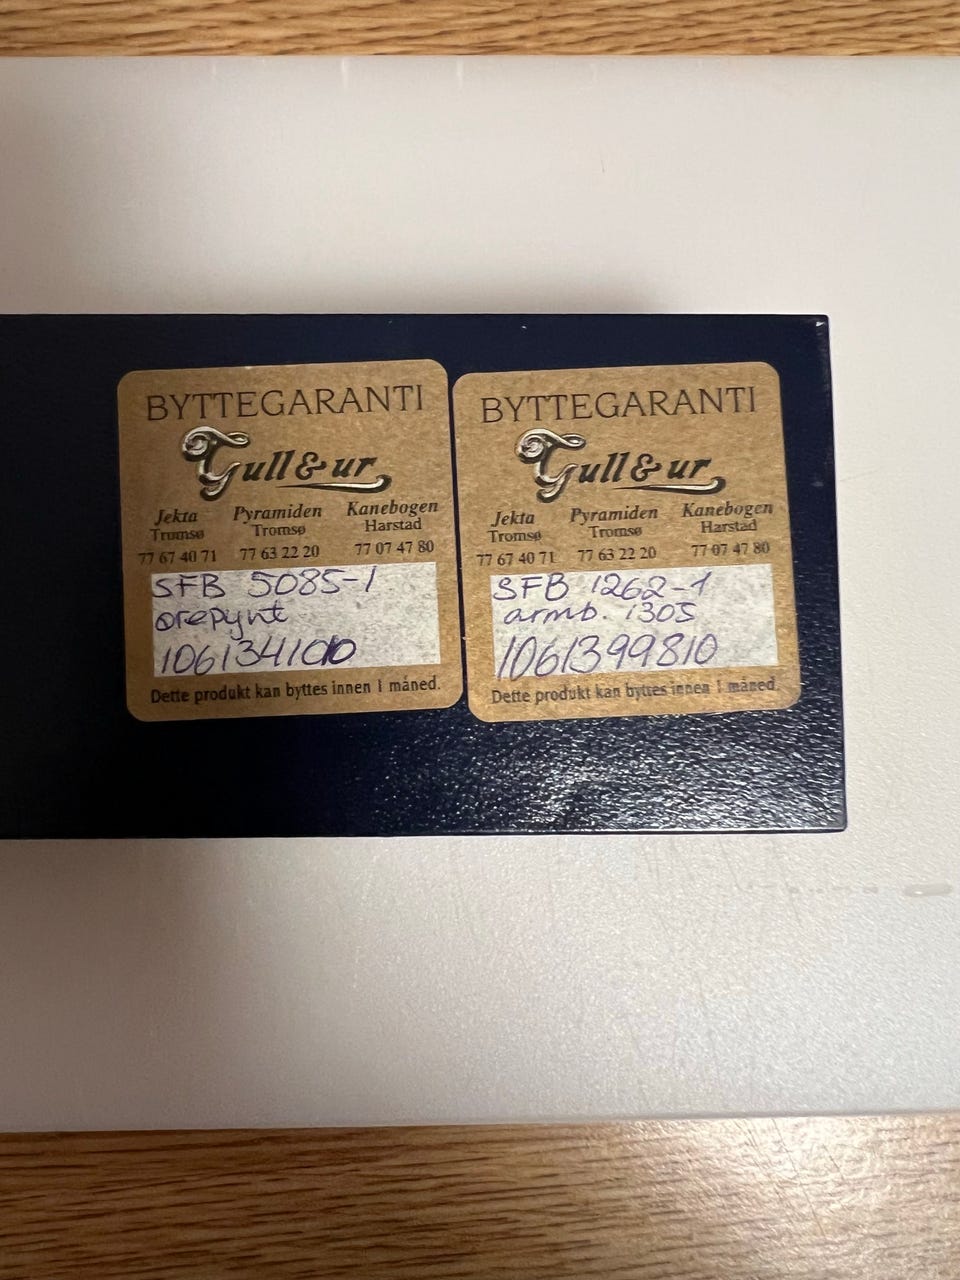 BYTTEGARANTI
Gull & ur
Jekta Pyramiden Kanebogen
Tromsø Tromsø Harstad
77 67 40 71 77 63 22 20 77 07 47 80
SFB 5085-1
ørepynt
10613410
Dette produkt kan byttes innen 1 måned.
BYTTEGARANTI
Gull & ur
Jekta Pyramiden Kanebogen
Tromsø Tromsø Harstad
77 67 40 71 77 63 22 20 77 07 47 80
SFB 1262-1
armb. 130S
1061399810
Dette produkt kan byttes innen 1 måned.